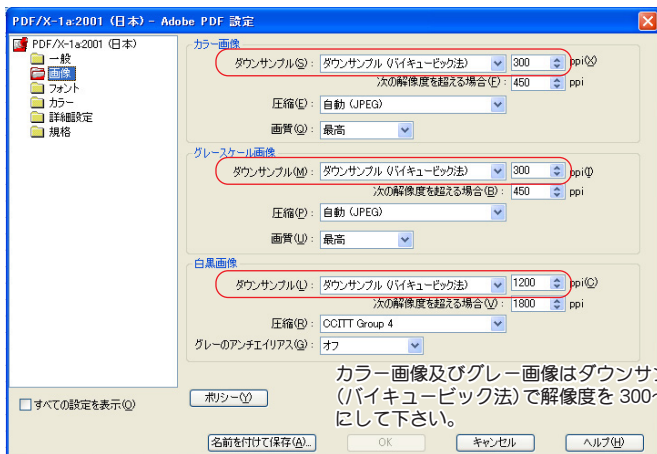 PDF/X-1a:2001 (日本) - Adobe PDF 設定
PDF/X-1a:2001 (日本)
一般
画像
フォント
カラー
詳細設定
規格
カラー画像
ダウンサンプル(S): ダウンサンプル (バイキュービック法) 300 ppi(X)
次の解像度を超える場合(F): 450 ppi
圧縮(E): 自動 (JPEG)
画質(Q): 最高
グレースケール画像
ダウンサンプル(M): ダウンサンプル (バイキュービック法) 300 ppi(I)
次の解像度を超える場合(B): 450 ppi
圧縮(P): 自動 (JPEG)
画質(U): 最高
白黒画像
ダウンサンプル(L): ダウンサンプル (バイキュービック法) 1200 ppi(C)
次の解像度を超える場合(V): 1800 ppi
圧縮(R): CCITT Group 4
グレーのアンチエイリアス(G): オフ
カラー画像及びグレー画像はダウンサン
(バイキュービック法)で解像度を 300~
にして下さい。
すべての設定を表示(O)
ポリシー(Y)
名前を付けて保存(A)... OK キャンセル ヘルプ(H)